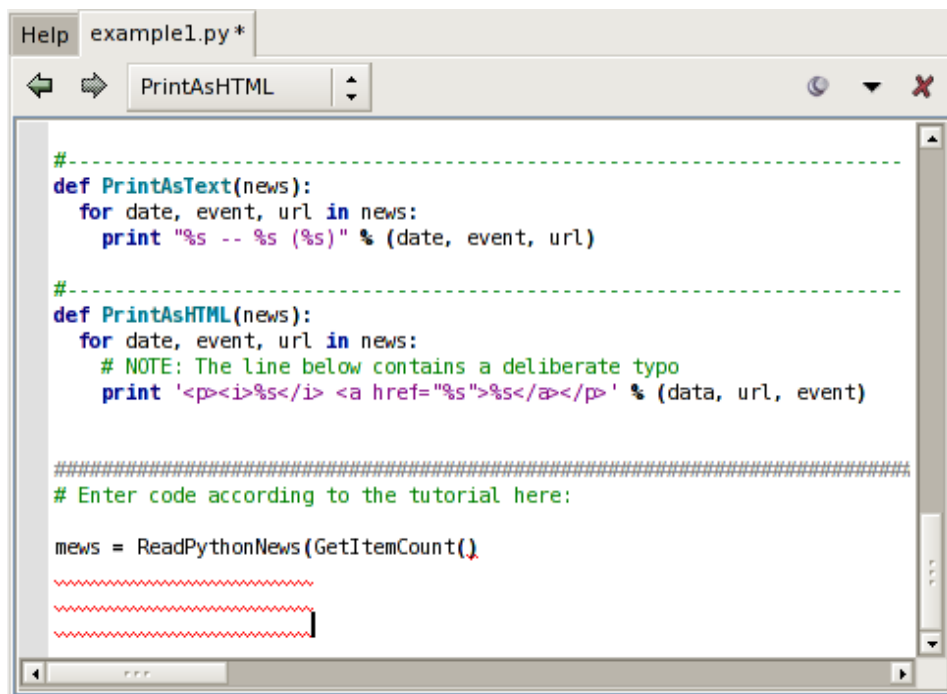 Help example1.py*
PrintAsHTML
#-----------------------------------------------------------------------
def PrintAsText(news):
  for date, event, url in news:
    print "%s -- %s (%s)" % (date, event, url)
#-----------------------------------------------------------------------
def PrintAsHTML(news):
  for date, event, url in news:
    # NOTE: The line below contains a deliberate typo
    print '<p><i>%s</i> <a href="%s">%s</a></p>' % (data, url, event)
########################################################################
# Enter code according to the tutorial here:
mews = ReadPythonNews(GetItemCount()